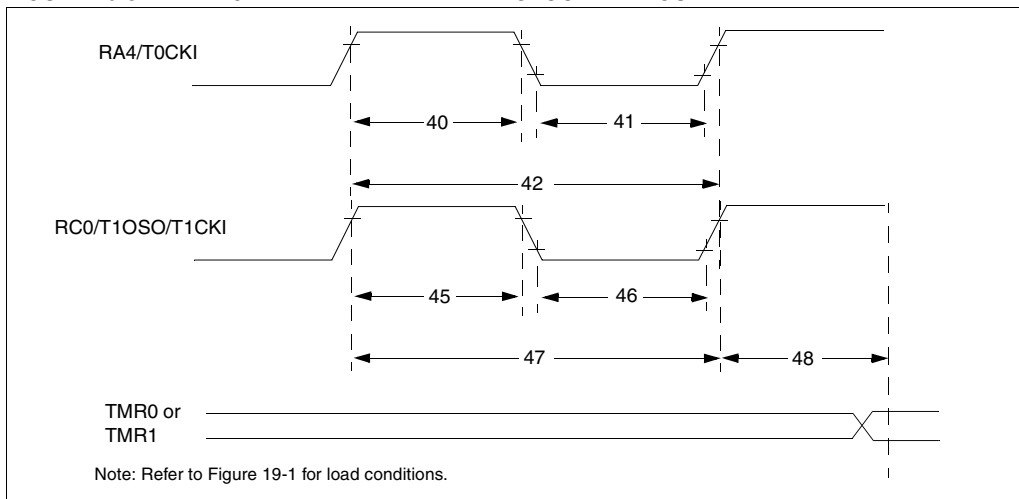 RA4/T0CKI
40
41
42
RC0/T1OSO/T1CKI
45
46
47
48
TMR0 or
TMR1
Note: Refer to Figure 19-1 for load conditions.